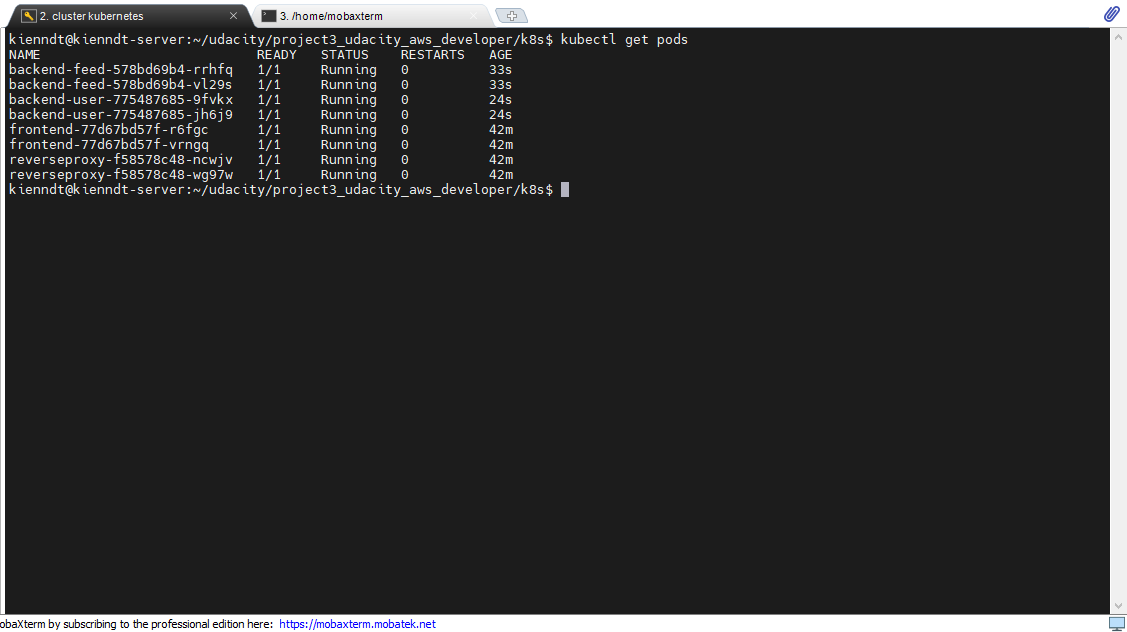 2. cluster kubernetes
3. /home/mobaxterm
kienndt@kienndt-server:~/udacity/project3_udacity_aws_developer/k8s$ kubectl get pods
NAME READY STATUS RESTARTS AGE
backend-feed-578bd69b4-rrhfq 1/1 Running 0 33s
backend-feed-578bd69b4-vl29s 1/1 Running 0 33s
backend-user-775487685-9fvkx 1/1 Running 0 24s
backend-user-775487685-jh6j9 1/1 Running 0 24s
frontend-77d67bd57f-r6fgc 1/1 Running 0 42m
frontend-77d67bd57f-vrngq 1/1 Running 0 42m
reverseproxy-f58578c48-ncwjv 1/1 Running 0 42m
reverseproxy-f58578c48-wg97w 1/1 Running 0 42m
kienndt@kienndt-server:~/udacity/project3_udacity_aws_developer/k8s$
obaXterm by subscribing to the professional edition here: https://mobaxterm.mobatek.net